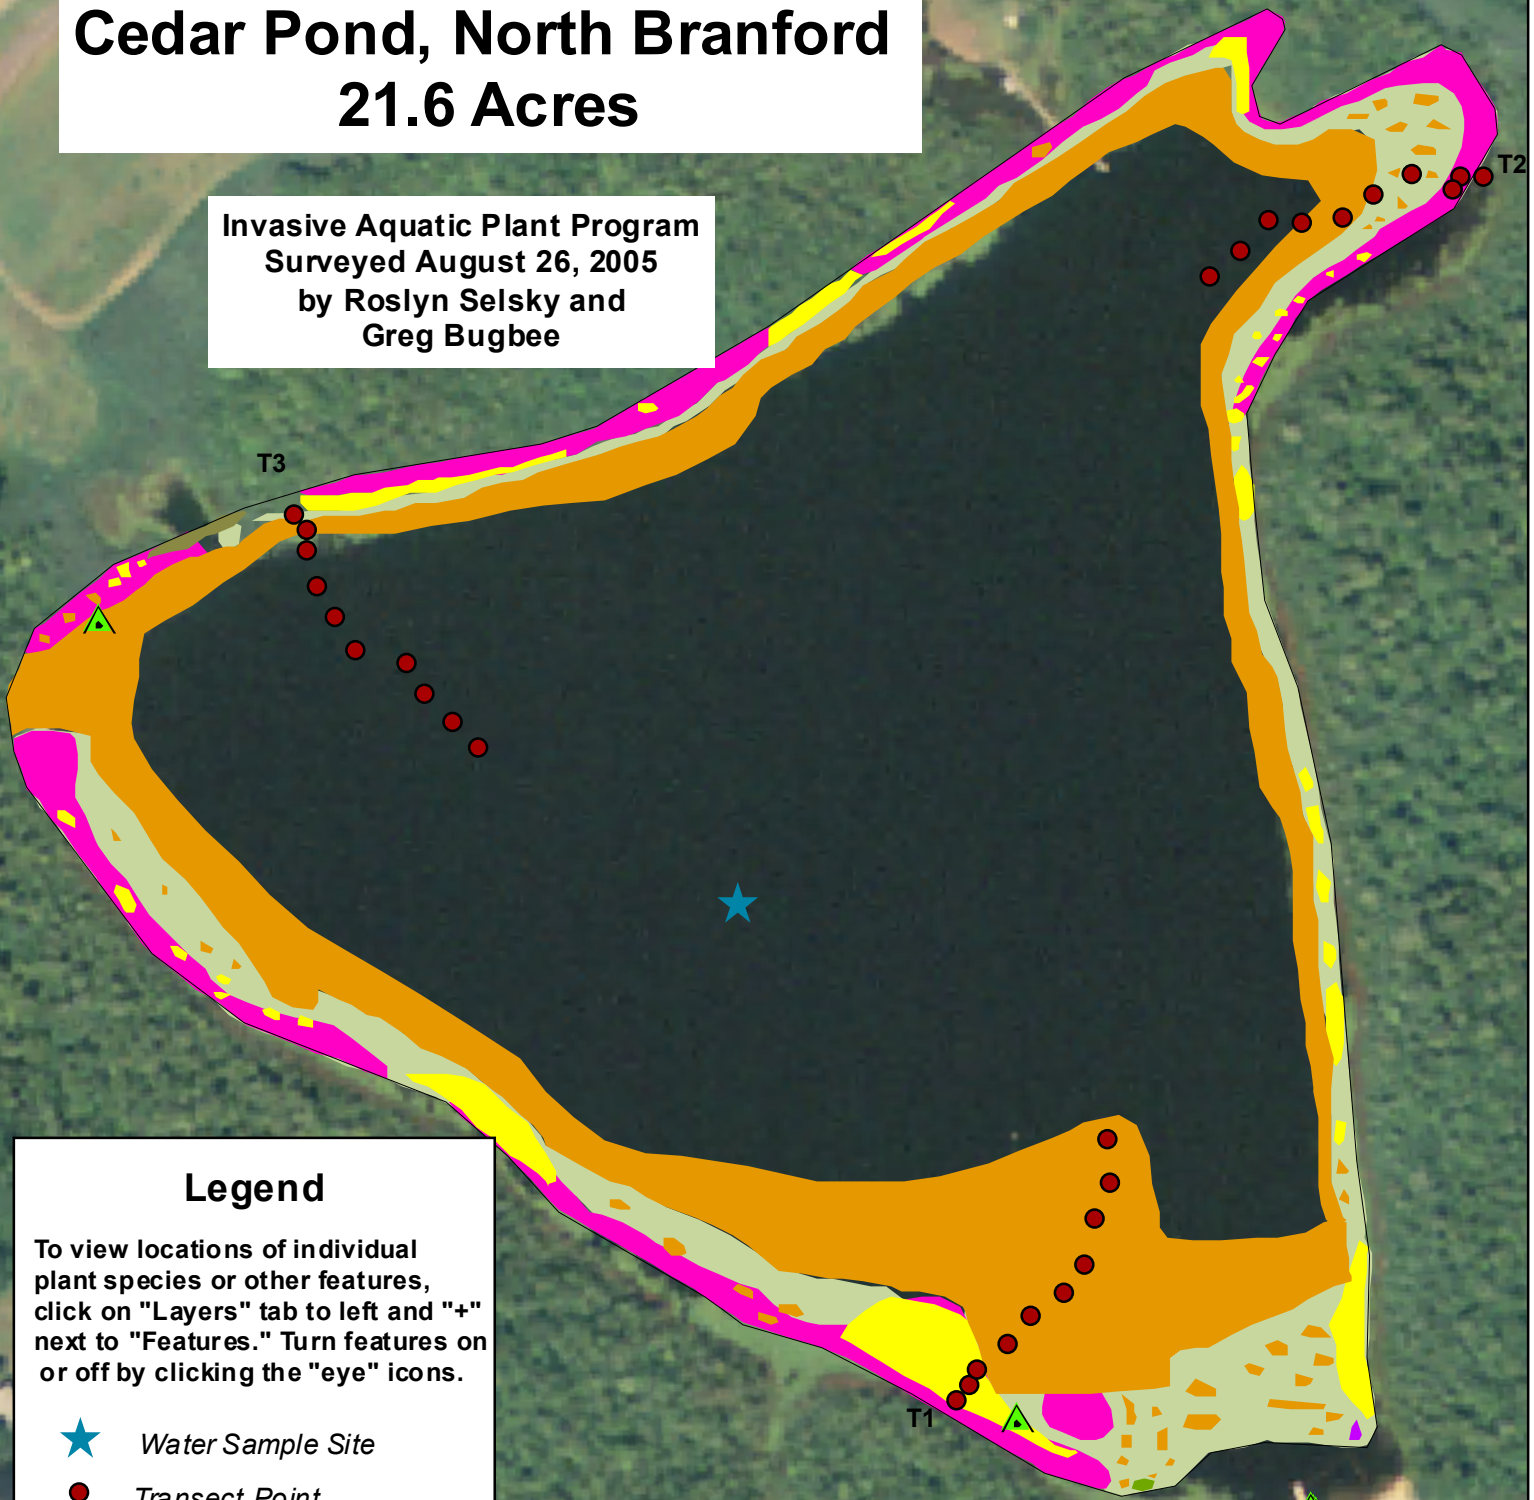 Cedar Pond, North Branford
21.6 Acres
Invasive Aquatic Plant Program
Surveyed August 26, 2005
by Roslyn Selsky and
Greg Bugbee
T2
T3
T1
Legend
To view locations of individual
plant species or other features,
click on "Layers" tab to left and "+"
next to "Features." Turn features on
or off by clicking the "eye" icons.
Water Sample Site
Transect Point